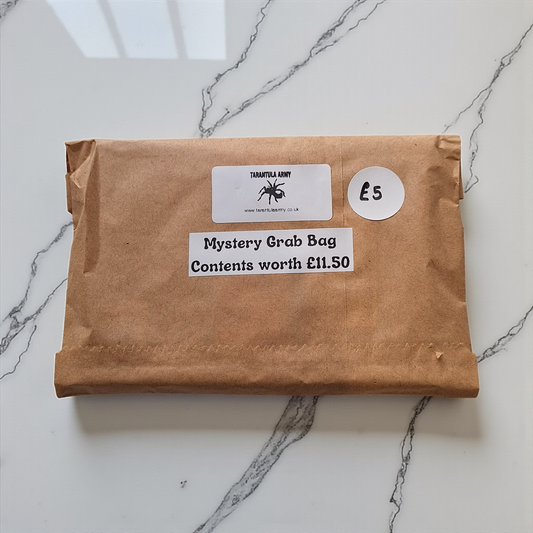 TARANTULA ARMY
www.tarantulaarmy.co.uk
£5
Mystery Grab Bag
Contents worth £11.50